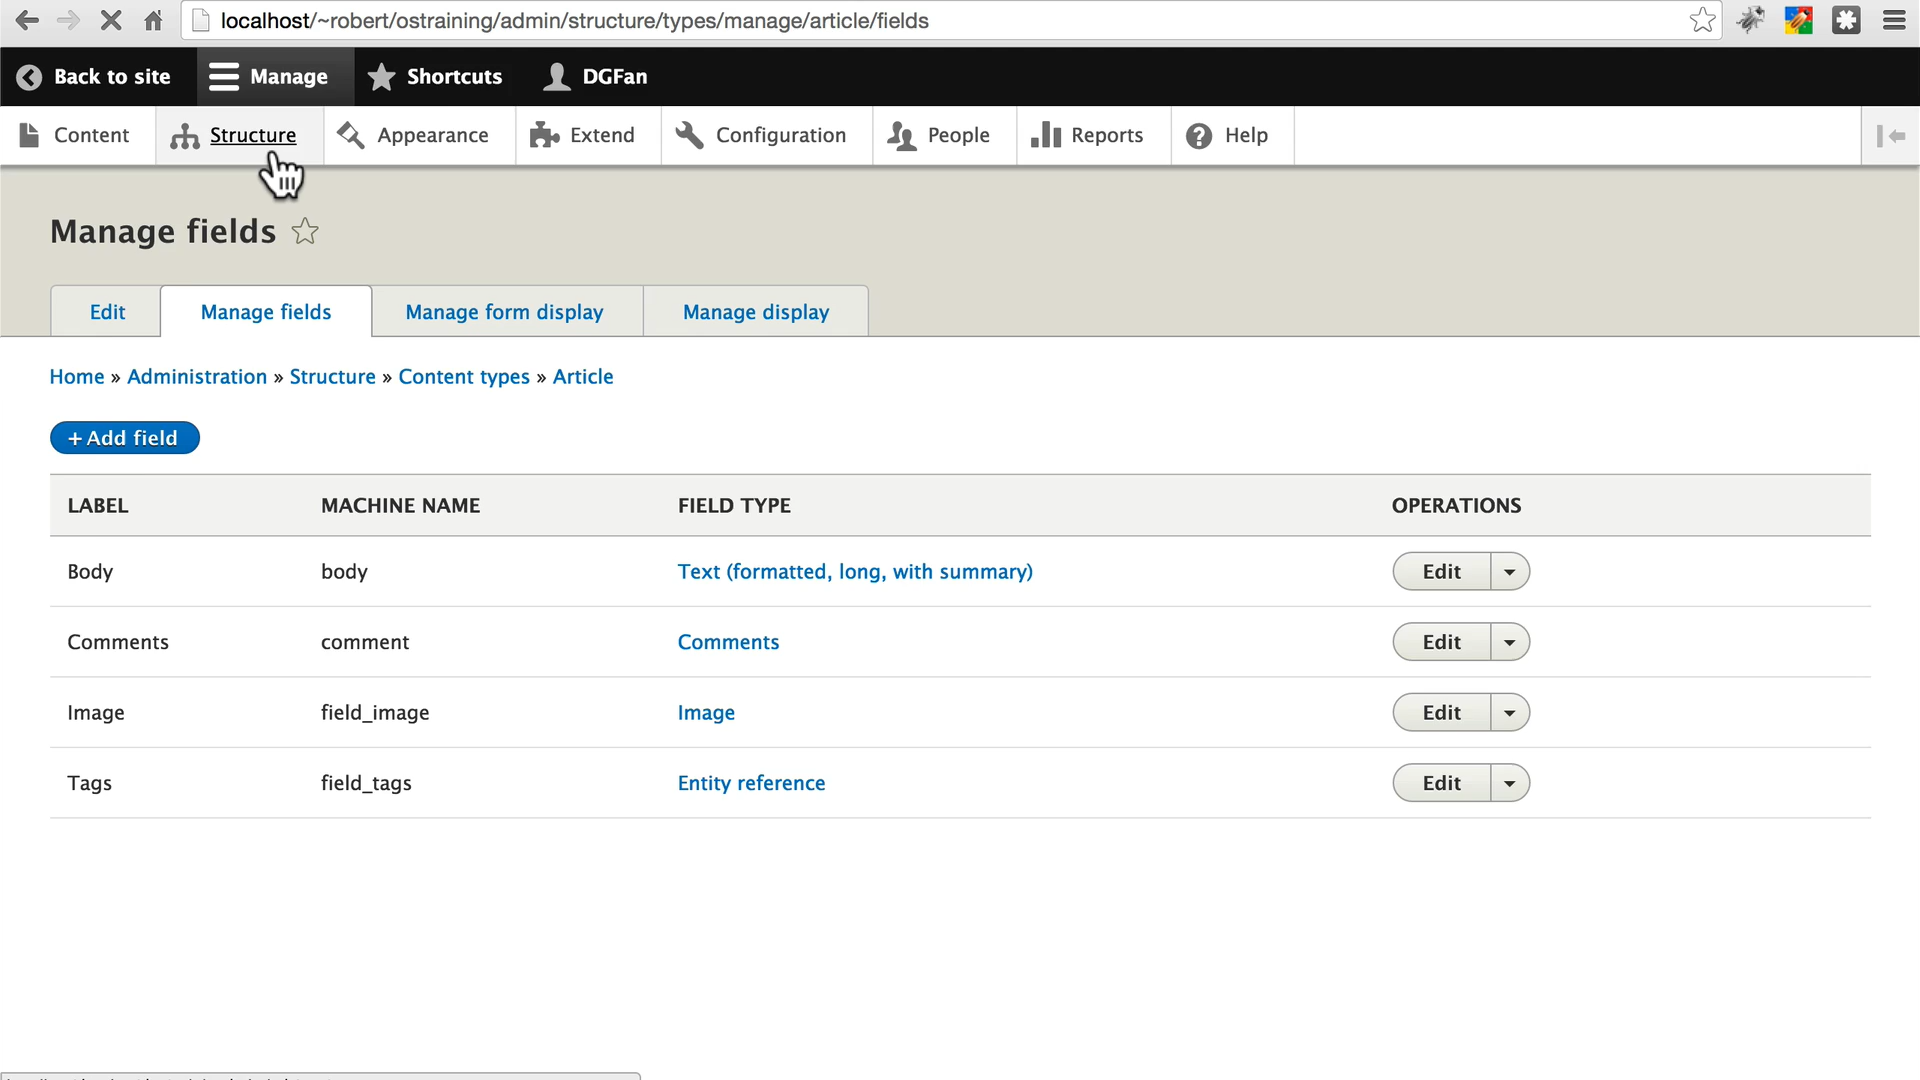 localhost/~robert/ostraining/admin/structure/types/manage/article/fields
Back to site Manage Shortcuts DGFan
Content Structure Appearance Extend Configuration People Reports Help
Manage fields
Edit Manage fields Manage form display Manage display
Home » Administration » Structure » Content types » Article
+ Add field
LABEL MACHINE NAME FIELD TYPE OPERATIONS
Body body Text (formatted, long, with summary) Edit
Comments comment Comments Edit
Image field_image Image Edit
Tags field_tags Entity reference Edit